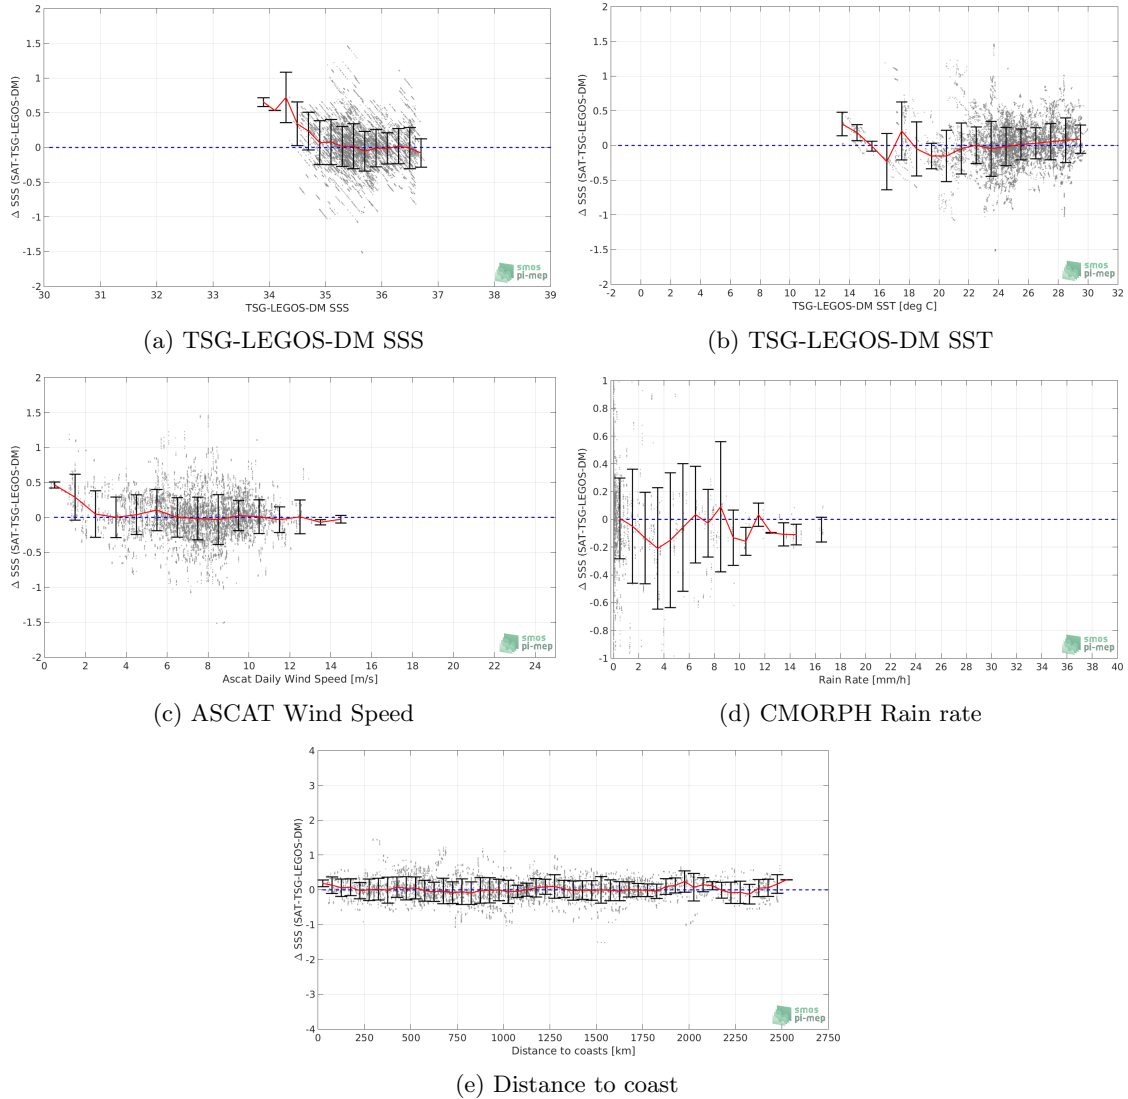 2
1.5
1
0.5
0
-0.5
-1
-1.5
-2
Δ SSS (SAT-TSG-LEGOS-DM)
30 31 32 33 34 35 36 37 38 39
TSG-LEGOS-DM SSS
smos
pi-mep
(a) TSG-LEGOS-DM SSS
2
1.5
1
0.5
0
-0.5
-1
-1.5
-2
Δ SSS (SAT-TSG-LEGOS-DM)
-2 0 2 4 6 8 10 12 14 16 18 20 22 24 26 28 30 32
TSG-LEGOS-DM SST [deg C]
smos
pi-mep
(b) TSG-LEGOS-DM SST
2
1.5
1
0.5
0
-0.5
-1
-1.5
-2
Δ SSS (SAT-TSG-LEGOS-DM)
0 2 4 6 8 10 12 14 16 18 20 22 24
Ascat Daily Wind Speed [m/s]
smos
pi-mep
(c) ASCAT Wind Speed
1
0.8
0.6
0.4
0.2
0
-0.2
-0.4
-0.6
-0.8
-1
Δ SSS (SAT-TSG-LEGOS-DM)
0 2 4 6 8 10 12 14 16 18 20 22 24 26 28 30 32 34 36 38 40
Rain Rate [mm/h]
smos
pi-mep
(d) CMORPH Rain rate
4
3
2
1
0
-1
-2
-3
-4
Δ SSS (SAT-TSG-LEGOS-DM)
0 250 500 750 1000 1250 1500 1750 2000 2250 2500 2750
Distance to coasts [km]
smos
pi-mep
(e) Distance to coast